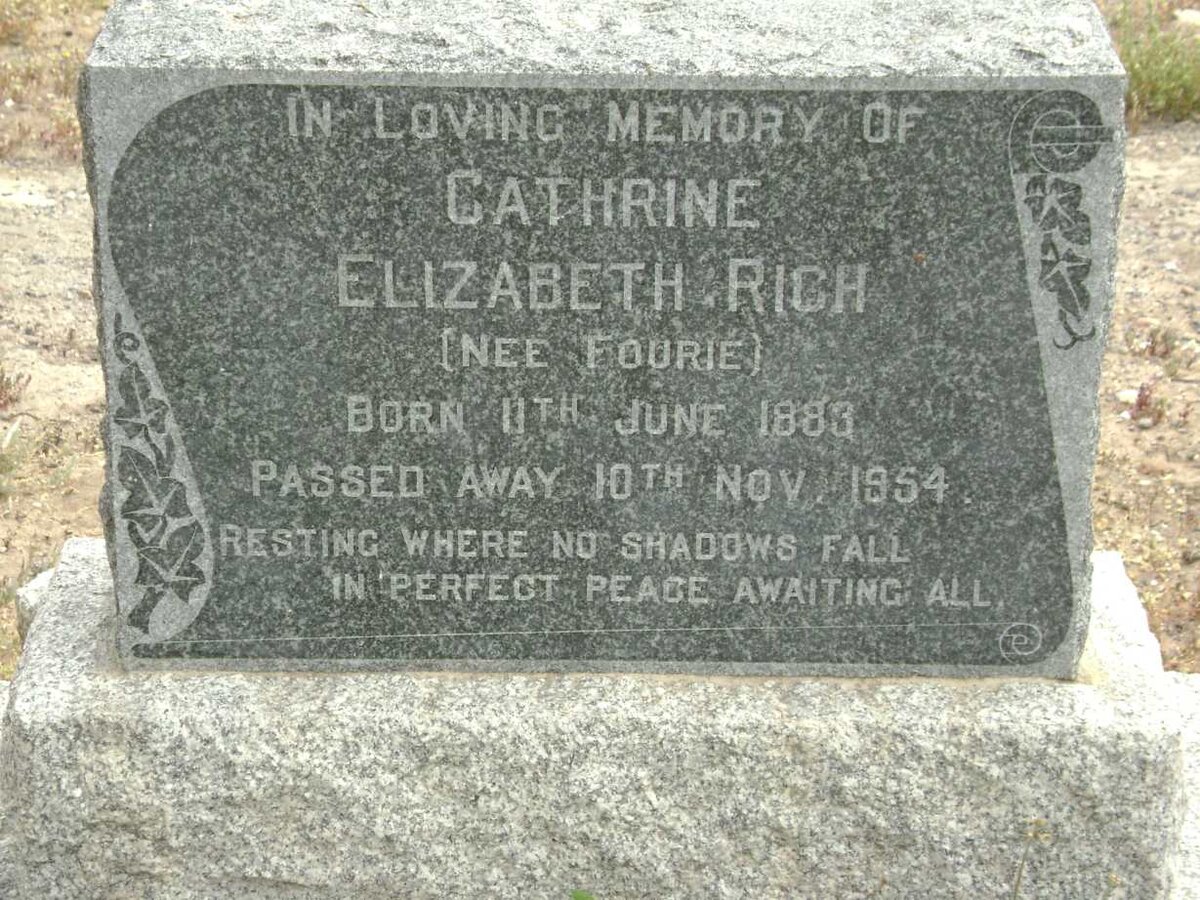 In Loving Memory Of
Cathrine
Elizabeth Rich
(Nee Fourie)
Born 11th June 1883
Passed away 10th Nov. 1954.
Resting where no shadows fall
In perfect peace awaiting all.